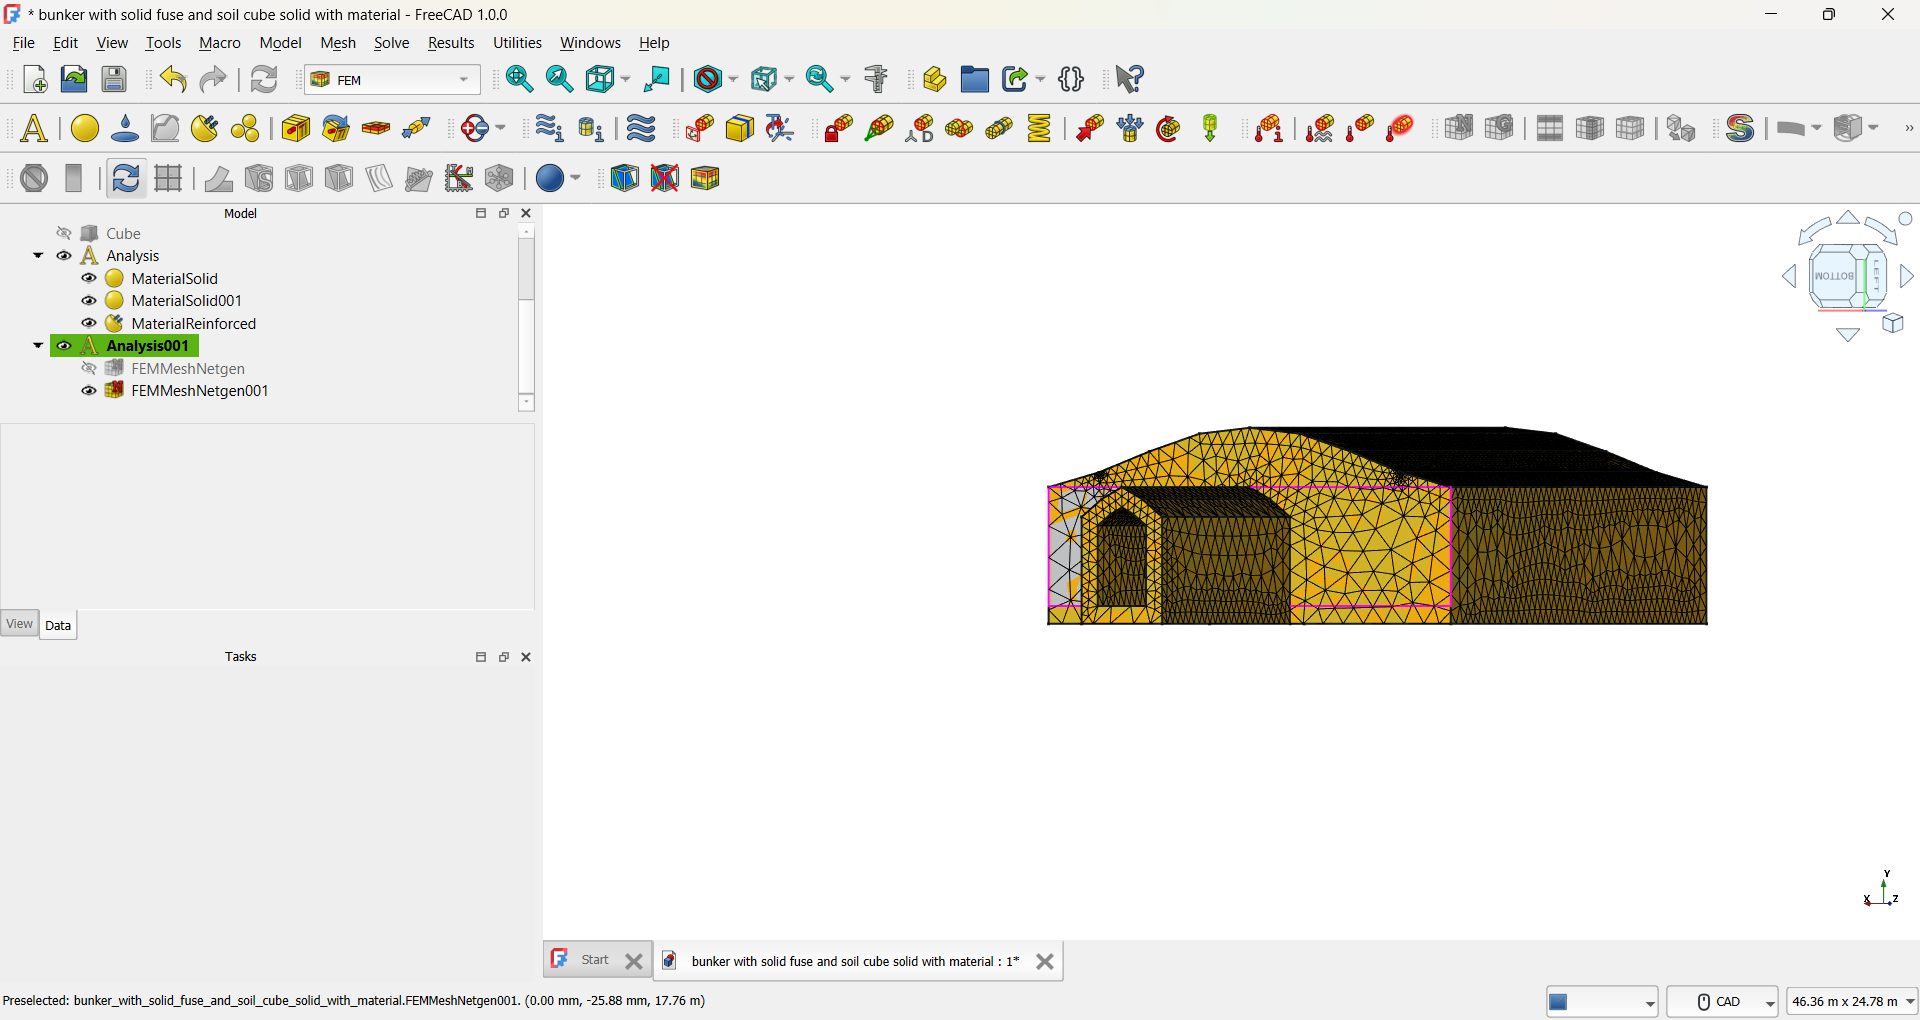 * bunker with solid fuse and soil cube solid with material - FreeCAD 1.0.0
File Edit View Tools Macro Model Mesh Solve Results Utilities Windows Help
FEM
Model
Cube
Analysis
MaterialSolid
MaterialSolid001
MaterialReinforced
Analysis001
FEMMeshNetgen
FEMMeshNetgen001
View Data
Tasks
BOTTOM LEFT
Y
X Z
Start bunker with solid fuse and soil cube solid with material : 1*
Preselected: bunker_with_solid_fuse_and_soil_cube_solid_with_material.FEMMeshNetgen001. (0.00 mm, -25.88 mm, 17.76 m)
CAD 46.36 m x 24.78 m